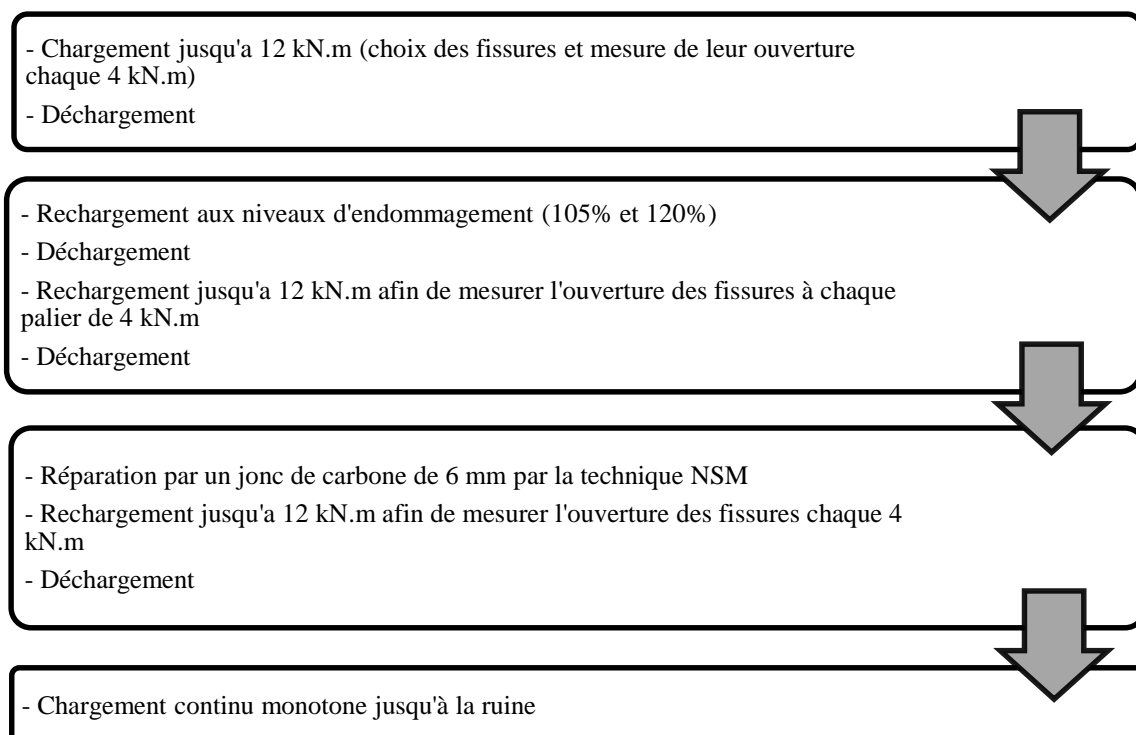 - Chargement jusqu'a 12 kN.m (choix des fissures et mesure de leur ouverture
chaque 4 kN.m)
- Déchargement
- Rechargement aux niveaux d'endommagement (105% et 120%)
- Déchargement
- Rechargement jusqu'a 12 kN.m afin de mesurer l'ouverture des fissures à chaque
palier de 4 kN.m
- Déchargement
- Réparation par un jonc de carbone de 6 mm par la technique NSM
- Rechargement jusqu'a 12 kN.m afin de mesurer l'ouverture des fissures chaque 4
kN.m
- Déchargement
- Chargement continu monotone jusqu'à la ruine